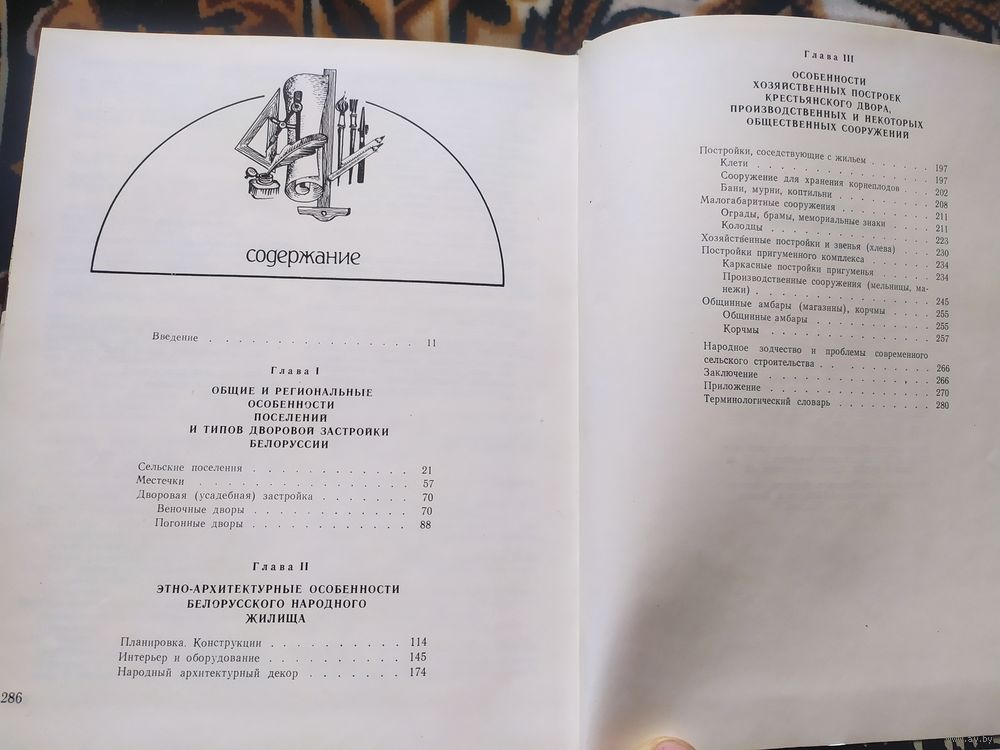 содержание
Введение . . . . . . . . . . . . . . . 11
Глава I
ОБЩИЕ И РЕГИОНАЛЬНЫЕ
ОСОБЕННОСТИ
ПОСЕЛЕНИЙ
И ТИПОВ ДВОРОВОЙ ЗАСТРОЙКИ
БЕЛОРУССИИ
Сельские поселения . . . . . . . . . . . . 21
Местечки . . . . . . . . . . . . . . . . 57
Дворовая (усадебная) застройка . . . . . . . 70
Веночные дворы . . . . . . . . . . . . 70
Погонные дворы . . . . . . . . . . . . 88
Глава II
ЭТНО-АРХИТЕКТУРНЫЕ ОСОБЕННОСТИ
БЕЛОРУССКОГО НАРОДНОГО
ЖИЛИЩА
Планировка. Конструкции . . . . . . . . . . 114
Интерьер и оборудование . . . . . . . . . . 145
Народный архитектурный декор . . . . . . . 174
286
Глава III
ОСОБЕННОСТИ
ХОЗЯЙСТВЕННЫХ ПОСТРОЕК
КРЕСТЬЯНСКОГО ДВОРА,
ПРОИЗВОДСТВЕННЫХ И НЕКОТОРЫХ
ОБЩЕСТВЕННЫХ СООРУЖЕНИЙ
Постройки, соседствующие с жильем . . . . . . 197
Клети . . . . . . . . . . . . . . . 197
Сооружение для хранения корнеплодов . . . 202
Бани, мурни, коптильни . . . . . . . . 208
Малогабаритные сооружения . . . . . . . . 211
Ограды, брамы, мемориальные знаки . . . . 211
Колодцы . . . . . . . . . . . . . . 223
Хозяйственные постройки и звенья (хлева) . . . 230
Постройки пригуменного комплекса . . . . . . 234
Каркасные постройки пригуменья . . . . . 234
Производственные сооружения (мельницы, ма-
нежи) . . . . . . . . . . . . . . 245
Общинные амбары (магазины), корчмы . . . . 255
Общинные амбары . . . . . . . . . . 255
Корчмы . . . . . . . . . . . . . . 257
Народное зодчество и проблемы современного
сельского строительства . . . . . . . . . 266
Заключение . . . . . . . . . . . . . . 266
Приложение . . . . . . . . . . . . . . 270
Терминологический словарь . . . . . . . . 280
www.ay.by